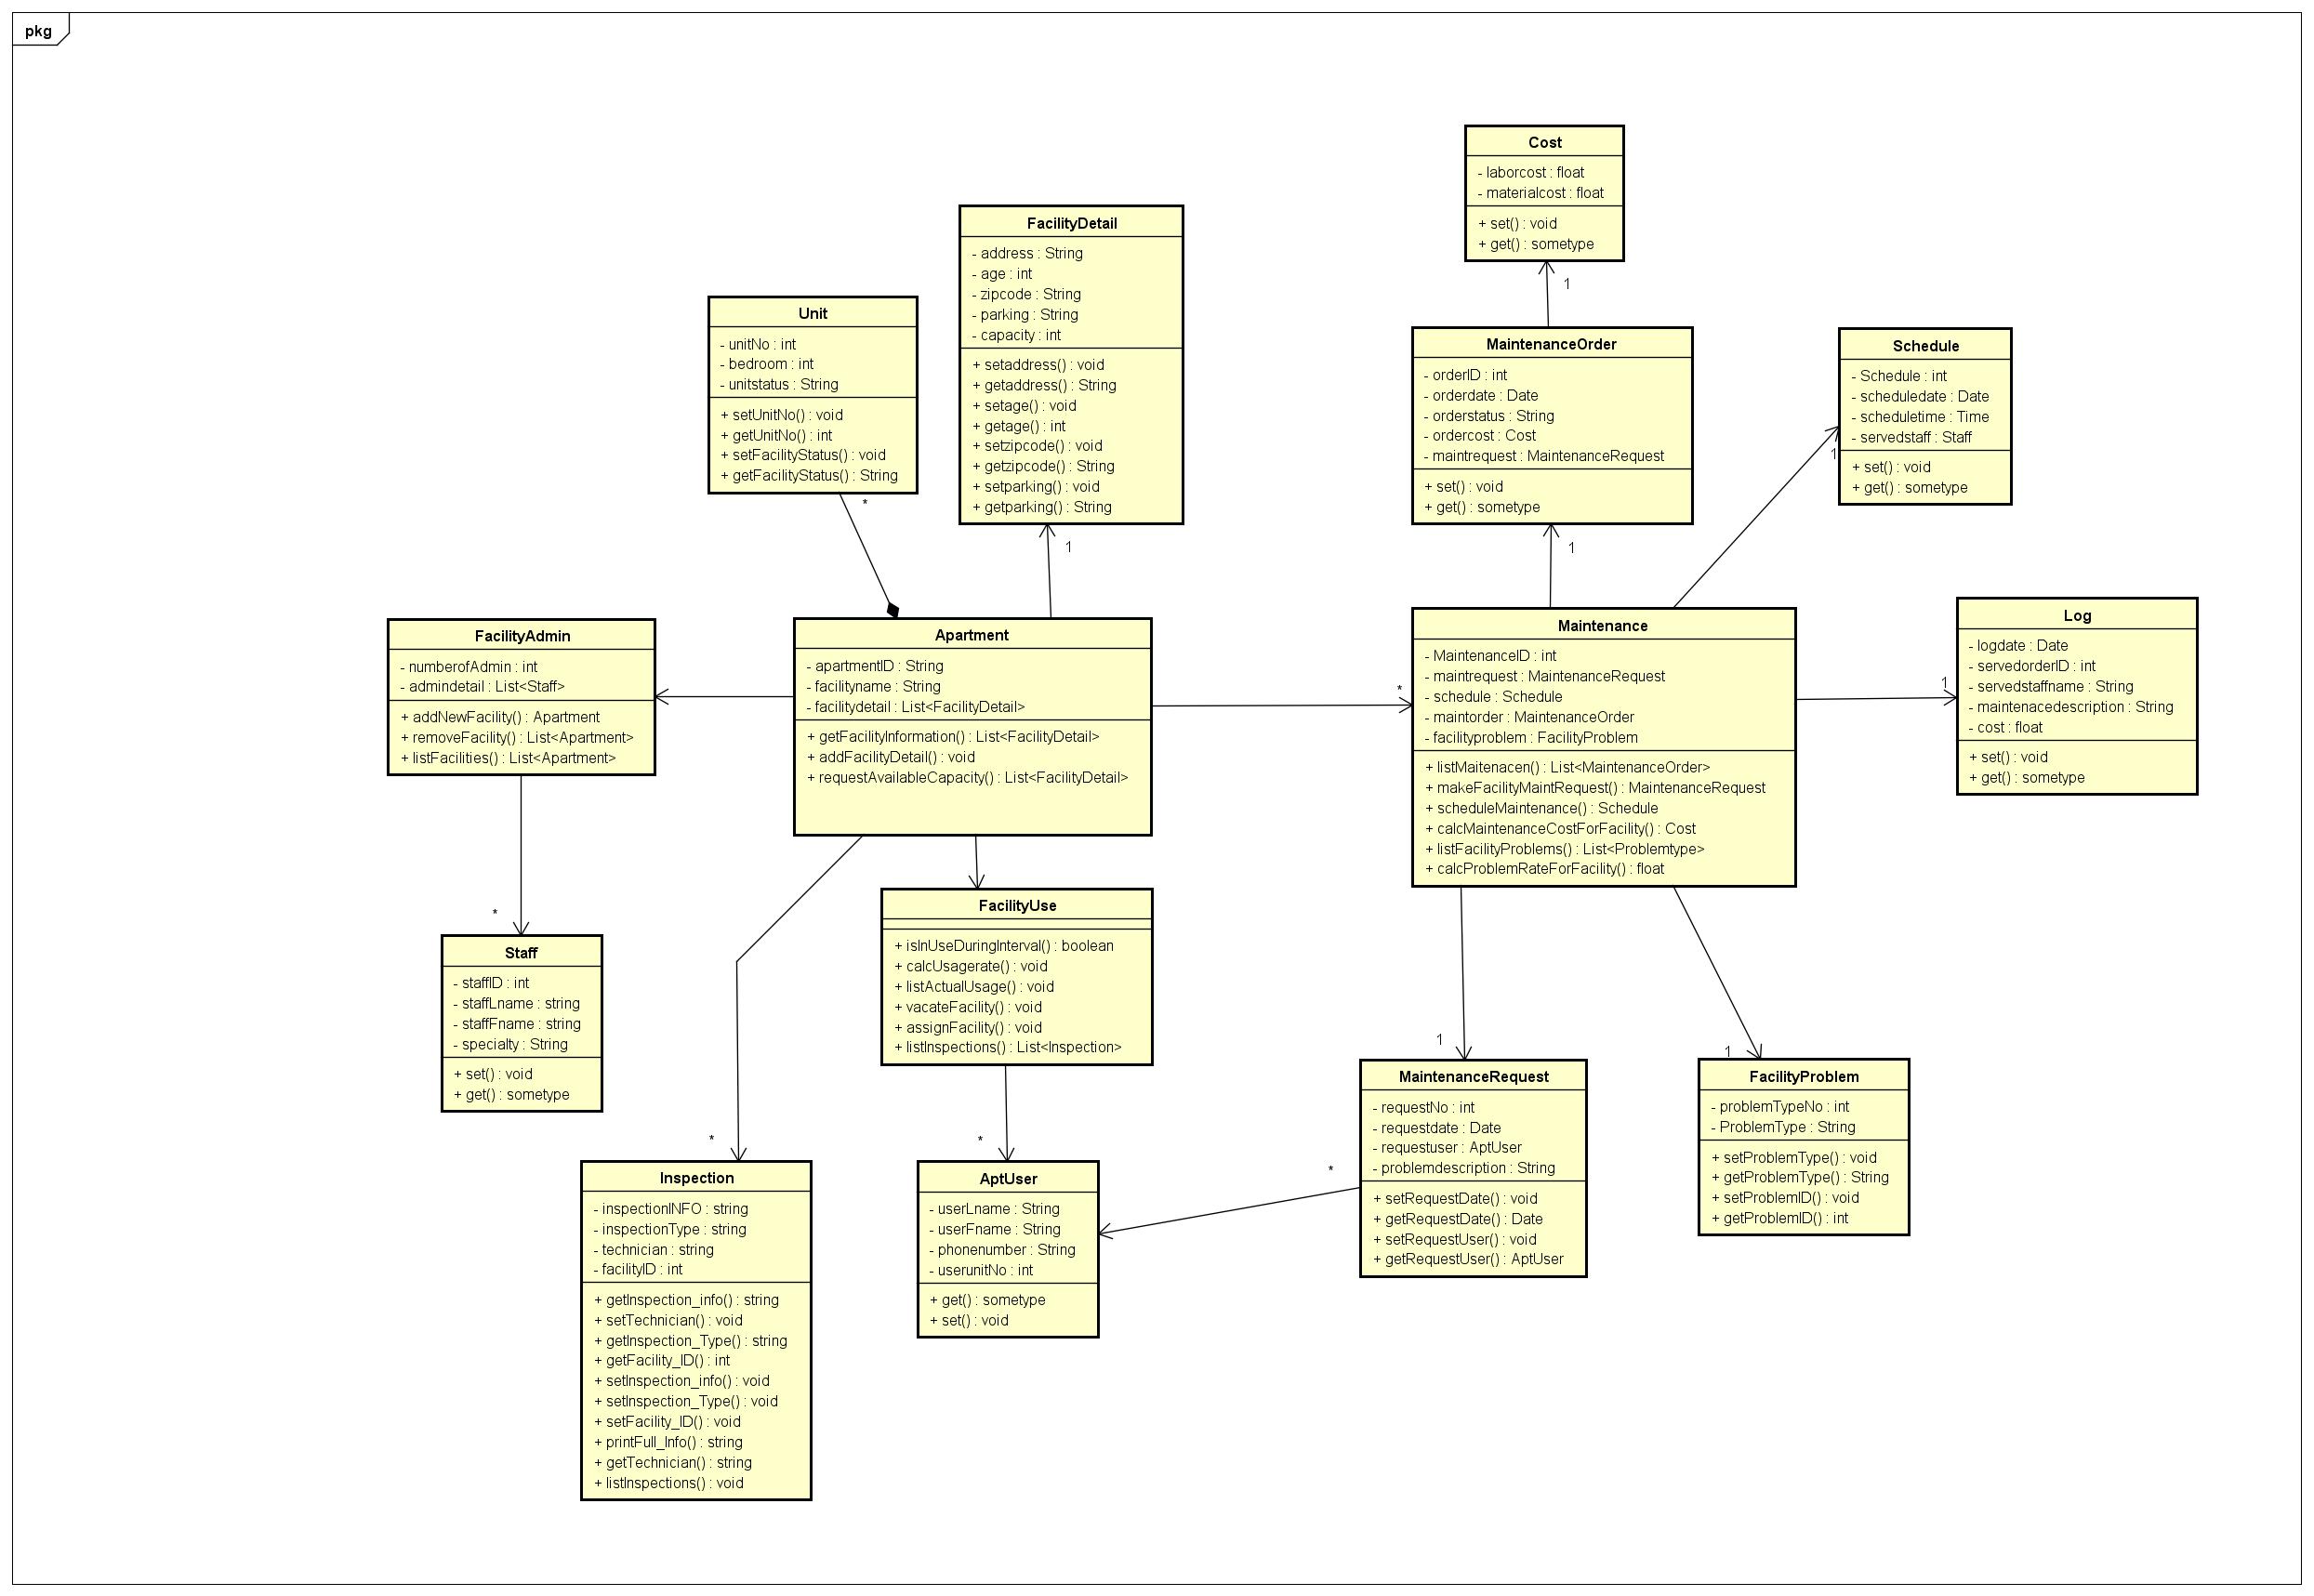 pkg
Cost
- laborcost : float
- materialcost : float
+ set() : void
+ get() : sometype
1
FacilityDetail
- address : String
- age : int
- zipcode : String
- parking : String
- capacity : int
+ setaddress() : void
+ getaddress() : String
+ setage() : void
+ getage() : int
+ setzipcode() : void
+ getzipcode() : String
+ setparking() : void
+ getparking() : String
1
Unit
- unitNo : int
- bedroom : int
- unitstatus : String
+ setUnitNo() : void
+ getUnitNo() : int
+ setFacilityStatus() : void
+ getFacilityStatus() : String
*
MaintenanceOrder
- orderID : int
- orderdate : Date
- orderstatus : String
- ordercost : Cost
- maintrequest : MaintenanceRequest
+ set() : void
+ get() : sometype
1
Schedule
- Schedule : int
- scheduledate : Date
- scheduletime : Time
- servedstaff : Staff
+ set() : void
+ get() : sometype
1
FacilityAdmin
- numberofAdmin : int
- admindetail : List<Staff>
+ addNewFacility() : Apartment
+ removeFacility() : List<Apartment>
+ listFacilities() : List<Apartment>
Apartment
- apartmentID : String
- facilityname : String
- facilitydetail : List<FacilityDetail>
+ getFacilityInformation() : List<FacilityDetail>
+ addFacilityDetail() : void
+ requestAvailableCapacity() : List<FacilityDetail>
*
Maintenance
- MaintenanceID : int
- maintrequest : MaintenanceRequest
- schedule : Schedule
- maintorder : MaintenanceOrder
- facilityproblem : FacilityProblem
+ listMaitenacen() : List<MaintenanceOrder>
+ makeFacilityMaintRequest() : MaintenanceRequest
+ scheduleMaintenance() : Schedule
+ calcMaintenanceCostForFacility() : Cost
+ listFacilityProblems() : List<Problemtype>
+ calcProblemRateForFacility() : float
1
Log
- logdate : Date
- servedorderID : int
- servedstaffname : String
- maintenacedescription : String
- cost : float
+ set() : void
+ get() : sometype
*
Staff
- staffID : int
- staffLname : string
- staffFname : string
- specialty : String
+ set() : void
+ get() : sometype
FacilityUse
+ isInUseDuringInterval() : boolean
+ calcUsagerate() : void
+ listActualUsage() : void
+ vacateFacility() : void
+ assignFacility() : void
+ listInspections() : List<Inspection>
1
MaintenanceRequest
- requestNo : int
- requestdate : Date
- requestuser : AptUser
- problemdescription : String
+ setRequestDate() : void
+ getRequestDate() : Date
+ setRequestUser() : void
+ getRequestUser() : AptUser
*
1
FacilityProblem
- problemTypeNo : int
- ProblemType : String
+ setProblemType() : void
+ getProblemType() : String
+ setProblemID() : void
+ getProblemID() : int
*
Inspection
- inspectionINFO : string
- inspectionType : string
- technician : string
- facilityID : int
+ getInspection_info() : string
+ setTechnician() : void
+ getInspection_Type() : string
+ getFacility_ID() : int
+ setInspection_info() : void
+ setInspection_Type() : void
+ setFacility_ID() : void
+ printFull_Info() : string
+ getTechnician() : string
+ listInspections() : void
*
AptUser
- userLname : String
- userFname : String
- phonenumber : String
- userunitNo : int
+ get() : sometype
+ set() : void